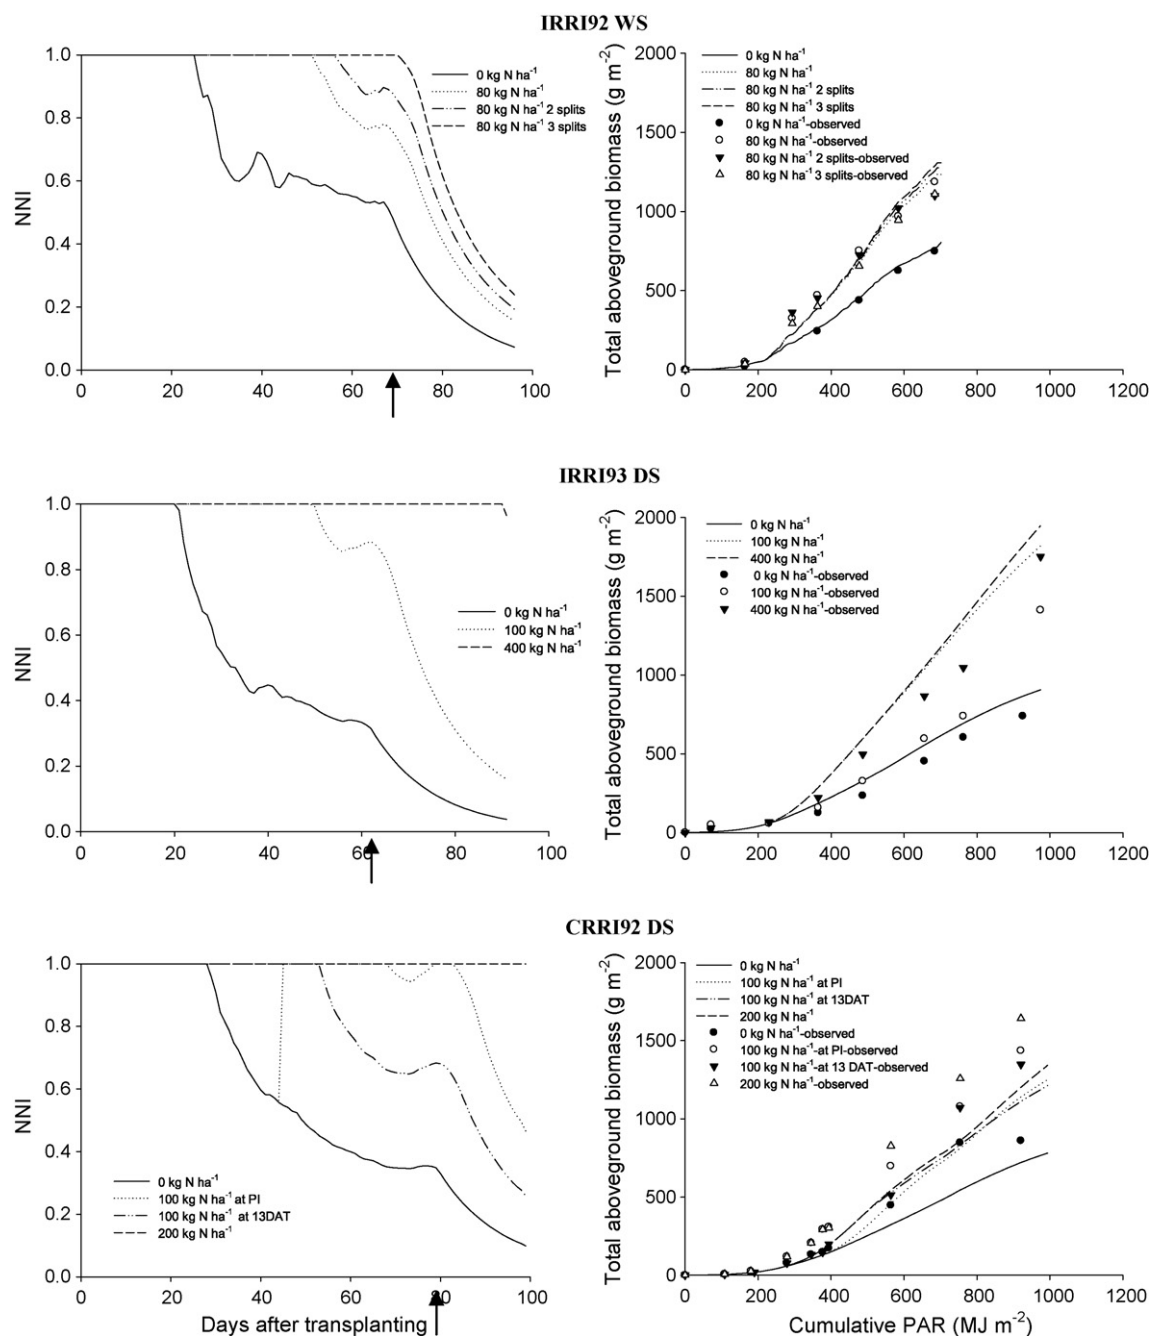 IRRI92 WS
1.0
0.8
0.6
0.4
0.2
0.0
NNI
0 kg N ha⁻¹
80 kg N ha⁻¹
80 kg N ha⁻¹ 2 splits
80 kg N ha⁻¹ 3 splits
0 20 40 60 80 100
2000
1500
1000
500
0
Total aboveground biomass (g m⁻²)
0 kg N ha⁻¹
80 kg N ha⁻¹
80 kg N ha⁻¹ 2 splits
80 kg N ha⁻¹ 3 splits
0 kg N ha⁻¹-observed
80 kg N ha⁻¹-observed
80 kg N ha⁻¹ 2 splits-observed
80 kg N ha⁻¹ 3 splits-observed
0 200 400 600 800 1000 1200
IRRI93 DS
1.0
0.8
0.6
0.4
0.2
0.0
NNI
0 kg N ha⁻¹
100 kg N ha⁻¹
400 kg N ha⁻¹
0 20 40 60 80 100
2000
1500
1000
500
0
Total aboveground biomass (g m⁻²)
0 kg N ha⁻¹
100 kg N ha⁻¹
400 kg N ha⁻¹
0 kg N ha⁻¹-observed
100 kg N ha⁻¹-observed
400 kg N ha⁻¹-observed
0 200 400 600 800 1000 1200
CRRI92 DS
1.0
0.8
0.6
0.4
0.2
0.0
NNI
0 kg N ha⁻¹
100 kg N ha⁻¹ at PI
100 kg N ha⁻¹ at 13DAT
200 kg N ha⁻¹
0 20 40 60 80 100
Days after transplanting
2000
1500
1000
500
0
Total aboveground biomass (g m⁻²)
0 kg N ha⁻¹
100 kg N ha⁻¹ at PI
100 kg N ha⁻¹ at 13DAT
200 kg N ha⁻¹
0 kg N ha⁻¹-observed
100 kg N ha⁻¹-at PI-observed
100 kg N ha⁻¹-at 13 DAT-observed
200 kg N ha⁻¹-observed
0 200 400 600 800 1000 1200
Cumulative PAR (MJ m⁻²)